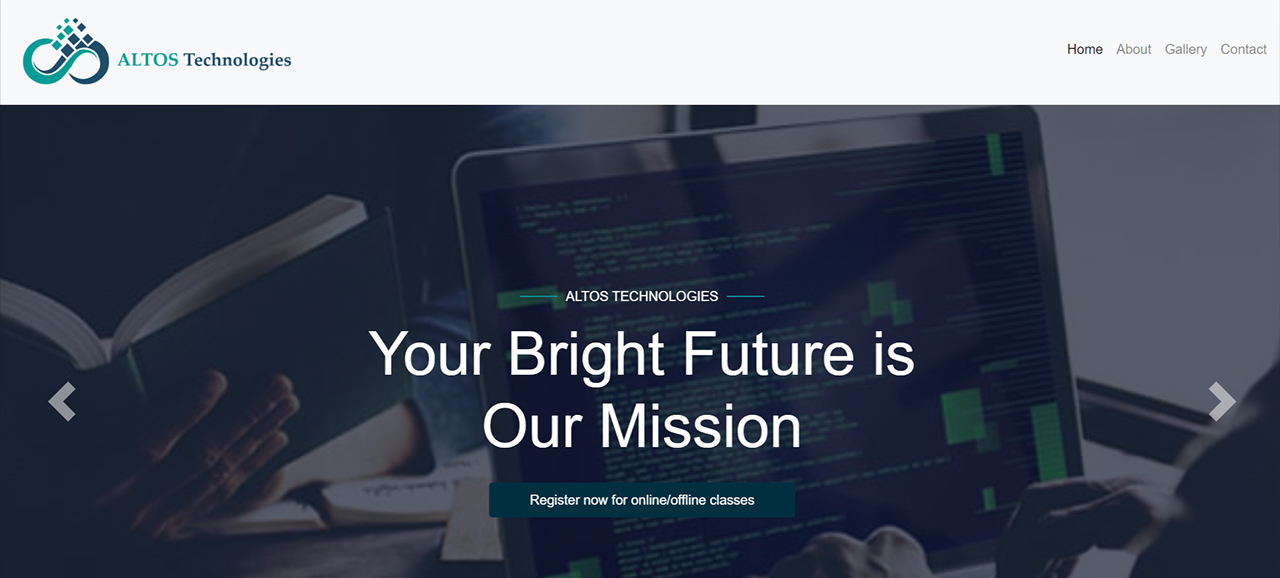 ALTOS Technologies
Home About Gallery Contact
ALTOS TECHNOLOGIES
Your Bright Future is
Our Mission
Register now for online/offline classes